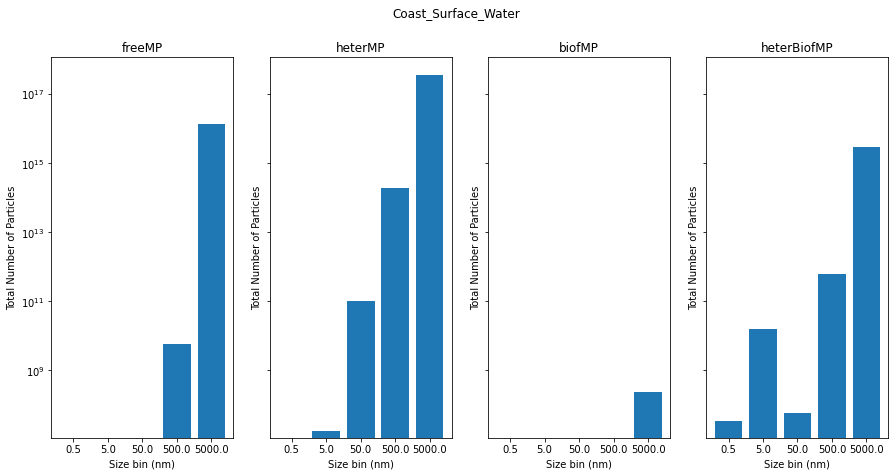 Coast_Surface_Water
freeMP
heterMP
biofMP
heterBiofMP
Total Number of Particles
10^17
10^15
10^13
10^11
10^9
0.5 5.0 50.0 500.0 5000.0
Size bin (nm)
Total Number of Particles
0.5 5.0 50.0 500.0 5000.0
Size bin (nm)
Total Number of Particles
0.5 5.0 50.0 500.0 5000.0
Size bin (nm)
Total Number of Particles
0.5 5.0 50.0 500.0 5000.0
Size bin (nm)